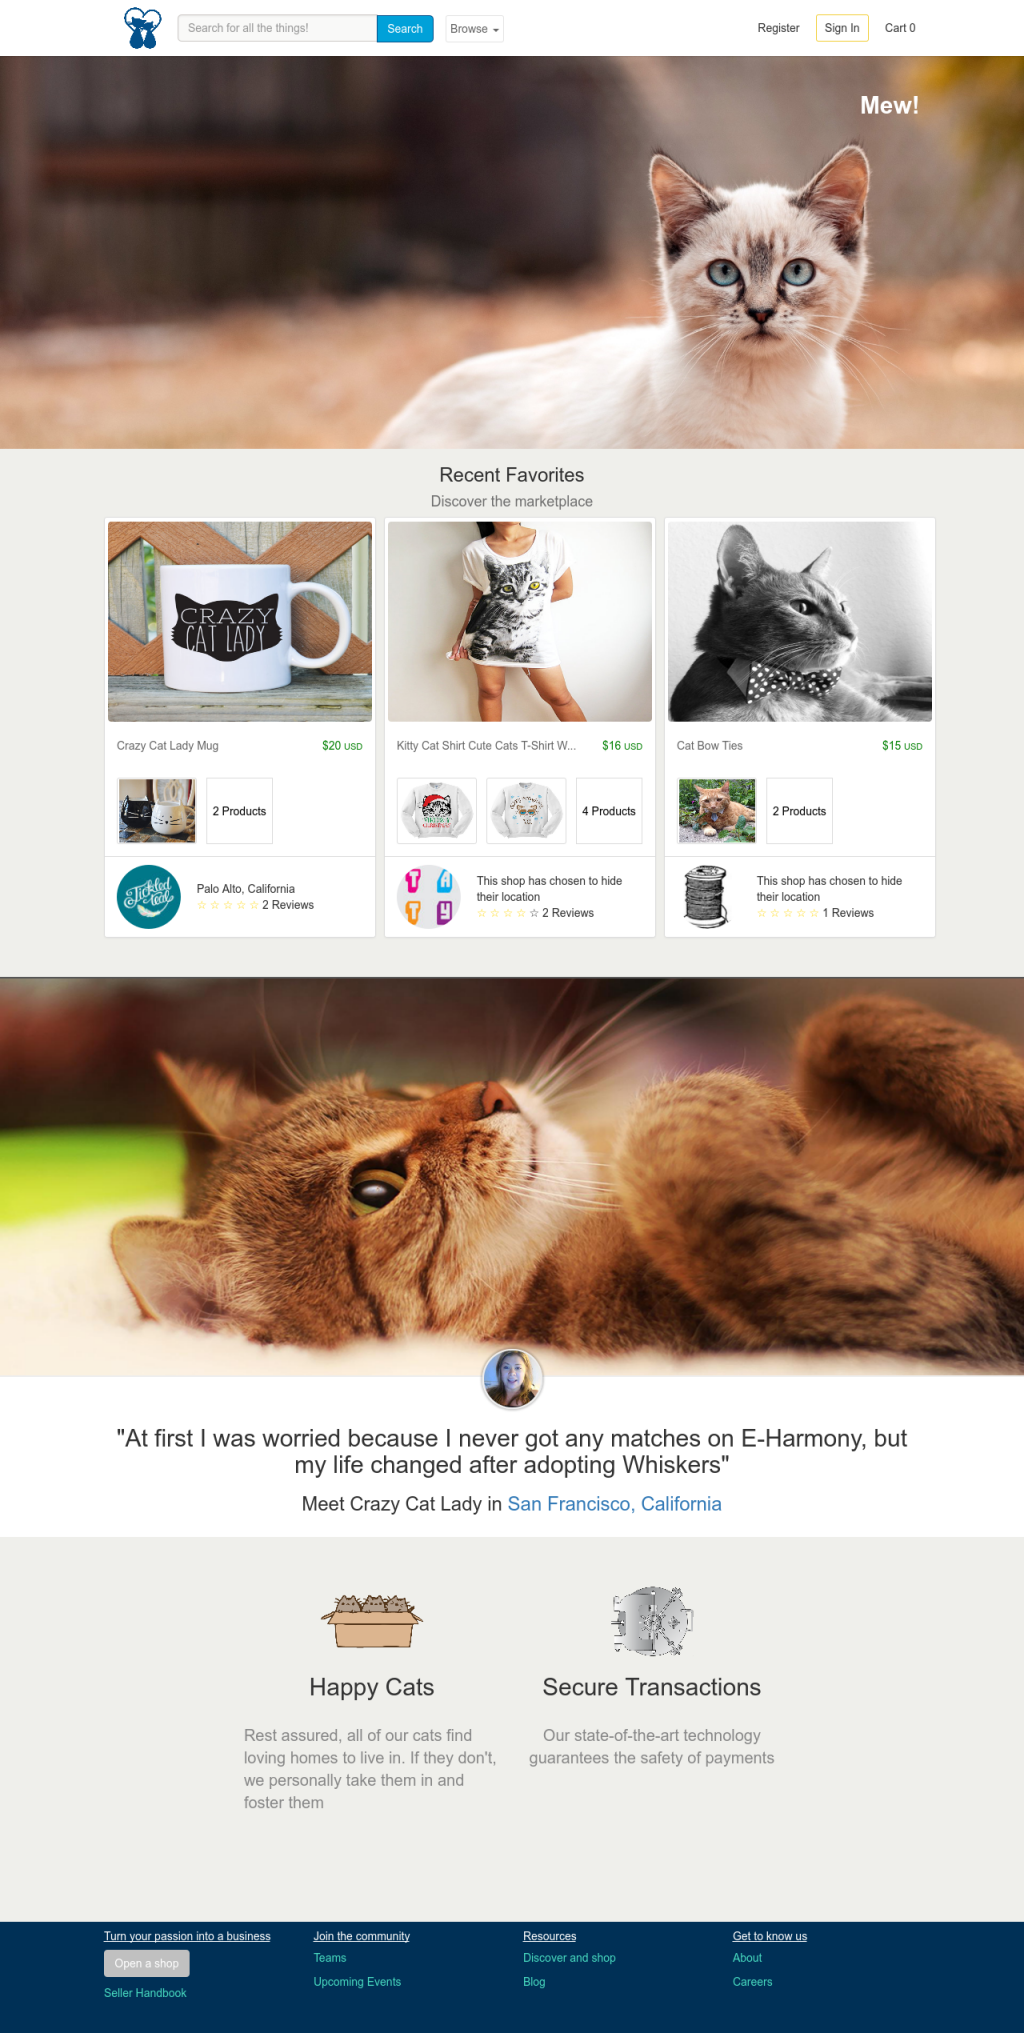 Search for all the things!
Search
Browse
Register
Sign In
Cart 0
Mew!
Recent Favorites
Discover the marketplace
CRAZY
CAT LADY
Crazy Cat Lady Mug
$20 USD
Kitty Cat Shirt Cute Cats T-Shirt W...
$16 USD
Cat Bow Ties
$15 USD
2 Products
4 Products
2 Products
Tickled
teal
Palo Alto, California
☆ ☆ ☆ ☆ ☆ 2 Reviews
T A
T Y
This shop has chosen to hide
their location
☆ ☆ ☆ ☆ ☆ 2 Reviews
This shop has chosen to hide
their location
☆ ☆ ☆ ☆ ☆ 1 Reviews
"At first I was worried because I never got any matches on E-Harmony, but
my life changed after adopting Whiskers"
Meet Crazy Cat Lady in San Francisco, California
Happy Cats
Rest assured, all of our cats find
loving homes to live in. If they don't,
we personally take them in and
foster them
Secure Transactions
Our state-of-the-art technology
guarantees the safety of payments
Turn your passion into a business
Open a shop
Seller Handbook
Join the community
Teams
Upcoming Events
Resources
Discover and shop
Blog
Get to know us
About
Careers